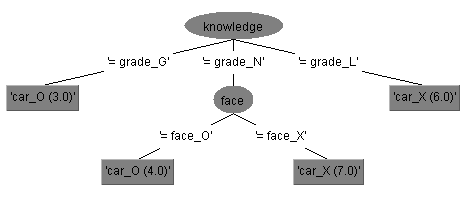 knowledge
'= grade_G' '= grade_N' '= grade_L'
'car_O (3.0)' face 'car_X (6.0)'
'= face_O' '= face_X'
'car_O (4.0)' 'car_X (7.0)'